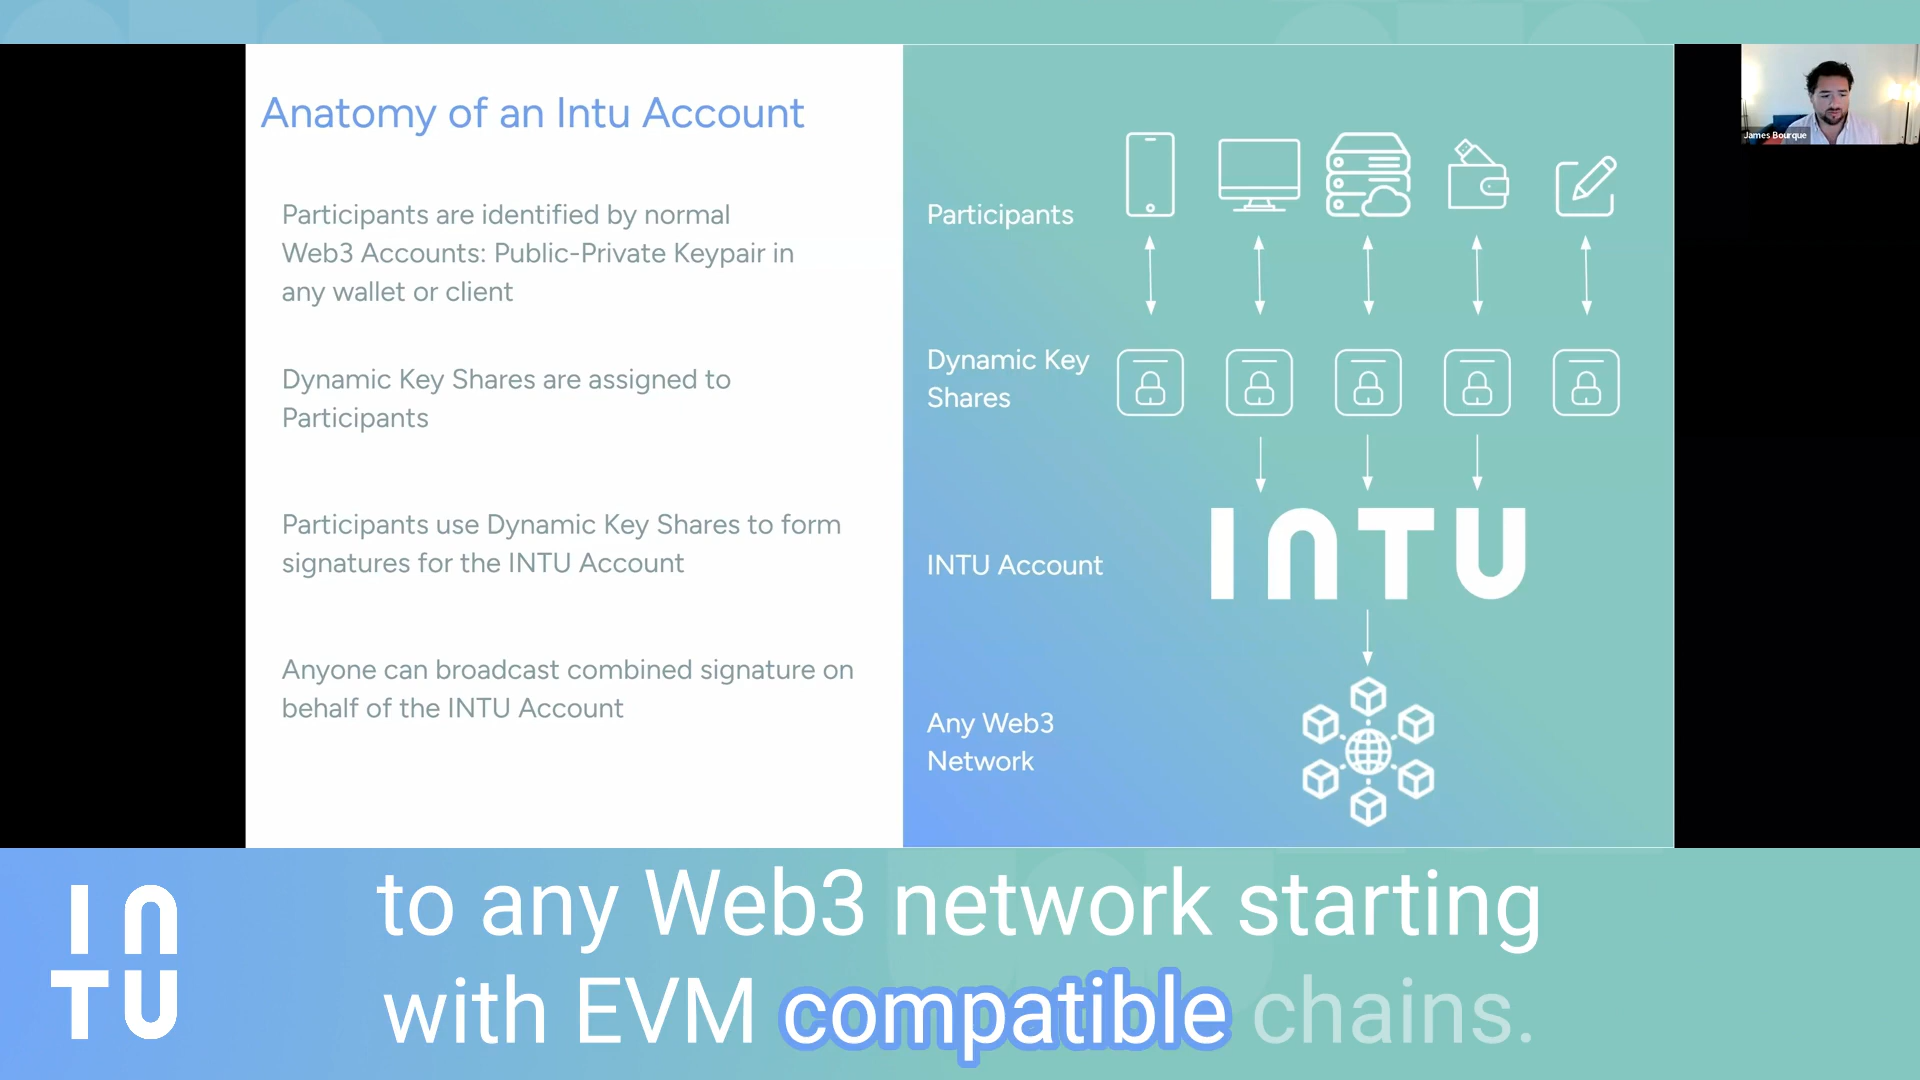 Anatomy of an Intu Account
Participants are identified by normal
Web3 Accounts: Public-Private Keypair in
any wallet or client
Dynamic Key Shares are assigned to
Participants
Participants use Dynamic Key Shares to form
signatures for the INTU Account
Anyone can broadcast combined signature on
behalf of the INTU Account
Participants
Dynamic Key
Shares
INTU Account
INTU
Any Web3
Network
James Bourque
IN
TU
to any Web3 network starting
with EVM compatible chains.